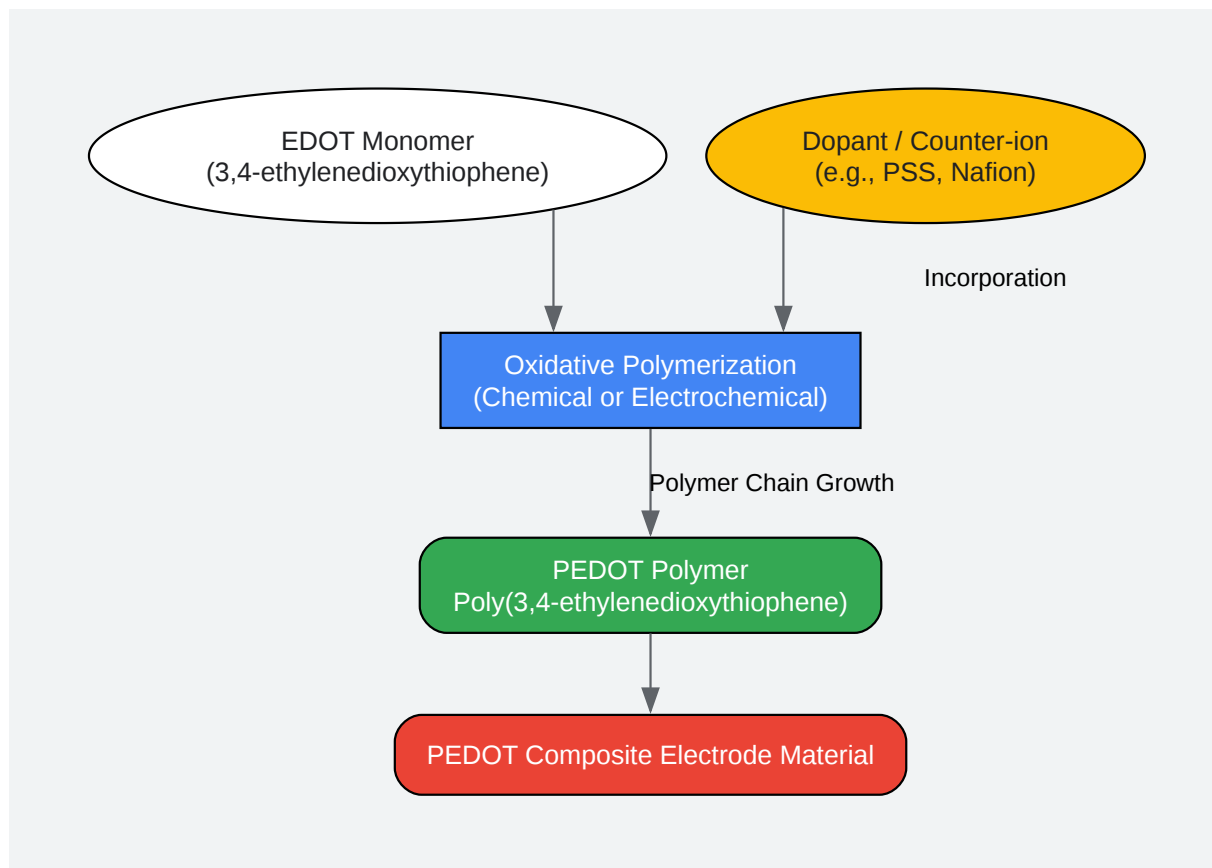 EDOT Monomer
(3,4-ethylenedioxythiophene)
Dopant / Counter-ion
(e.g., PSS, Nafion)
Incorporation
Oxidative Polymerization
(Chemical or Electrochemical)
Polymer Chain Growth
PEDOT Polymer
Poly(3,4-ethylenedioxythiophene)
PEDOT Composite Electrode Material